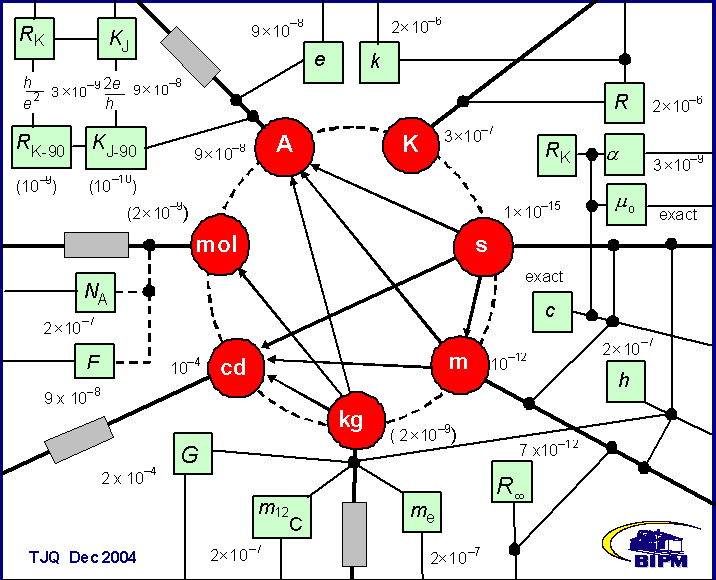 R_K K_J
9×10⁻⁸
e
k
2×10⁻⁶
h/e² 3×10⁻⁹ 2e/h 9×10⁻⁸
R
2×10⁻⁶
R_K-90 K_J-90
(10⁻⁹) (10⁻¹⁰)
9×10⁻⁸
A
K
3×10⁻⁷
R_K
α
3×10⁻⁹
μ₀
exact
(2×10⁻⁹)
1×10⁻¹⁵
mol
s
N_A
2×10⁻⁷
exact
c
F
9 x 10⁻⁸
10⁻⁴
cd
m
10⁻¹²
2×10⁻⁷
h
kg
( 2×10⁻⁹)
G
2 x 10⁻⁴
7 x10⁻¹²
R∞
m₁₂C
mₑ
2×10⁻⁷
2×10⁻⁷
TJQ Dec 2004
BIPM